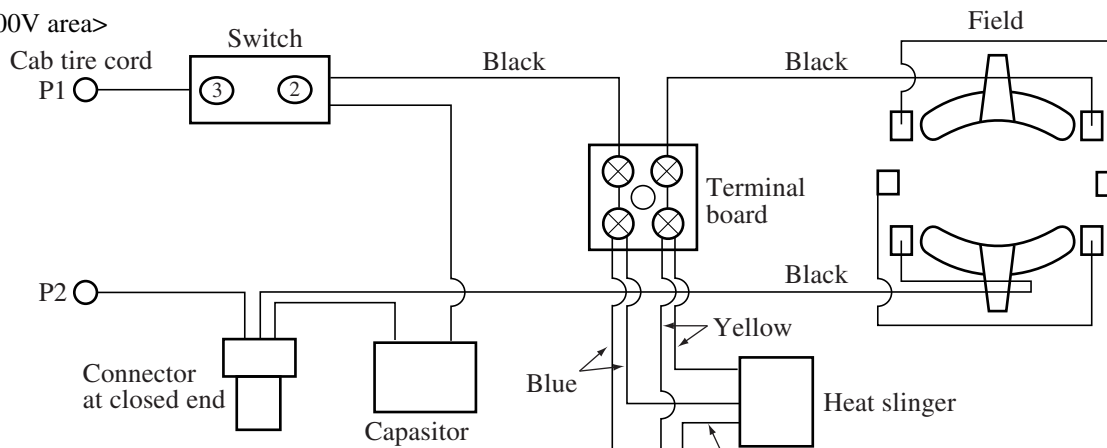 00V area>
Cab tire cord
P1
Switch
3
2
Black
Black
Field
Terminal
board
P2
Black
Yellow
Blue
Connector
at closed end
Capasitor
Heat slinger